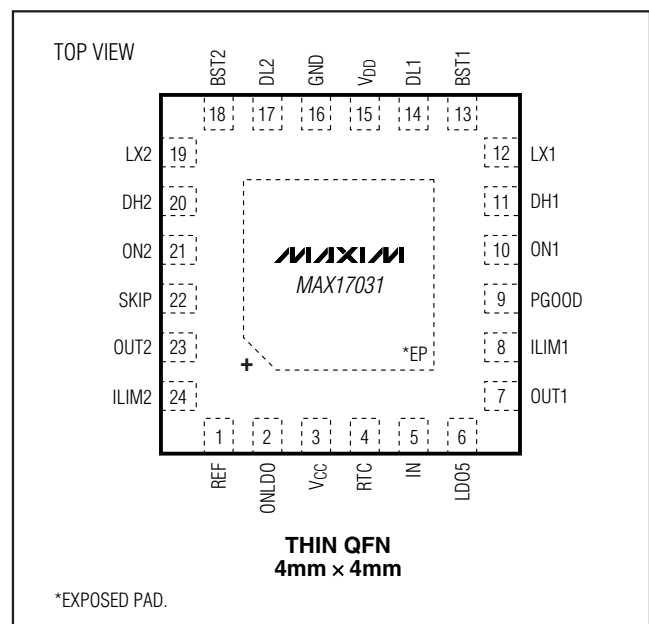 TOP VIEW
BST2
DL2
GND
VDD
DL1
BST1
18
17
16
15
14
13
LX2 19
12 LX1
DH2 20
11 DH1
ON2 21
10 ON1
SKIP 22
9 PGOOD
OUT2 23
8 ILIM1
ILIM2 24
7 OUT1
MAXIM
MAX17031
*EP
+
1
2
3
4
5
6
REF
ONLDO
VCC
RTC
IN
LDO5
THIN QFN
4mm × 4mm
*EXPOSED PAD.